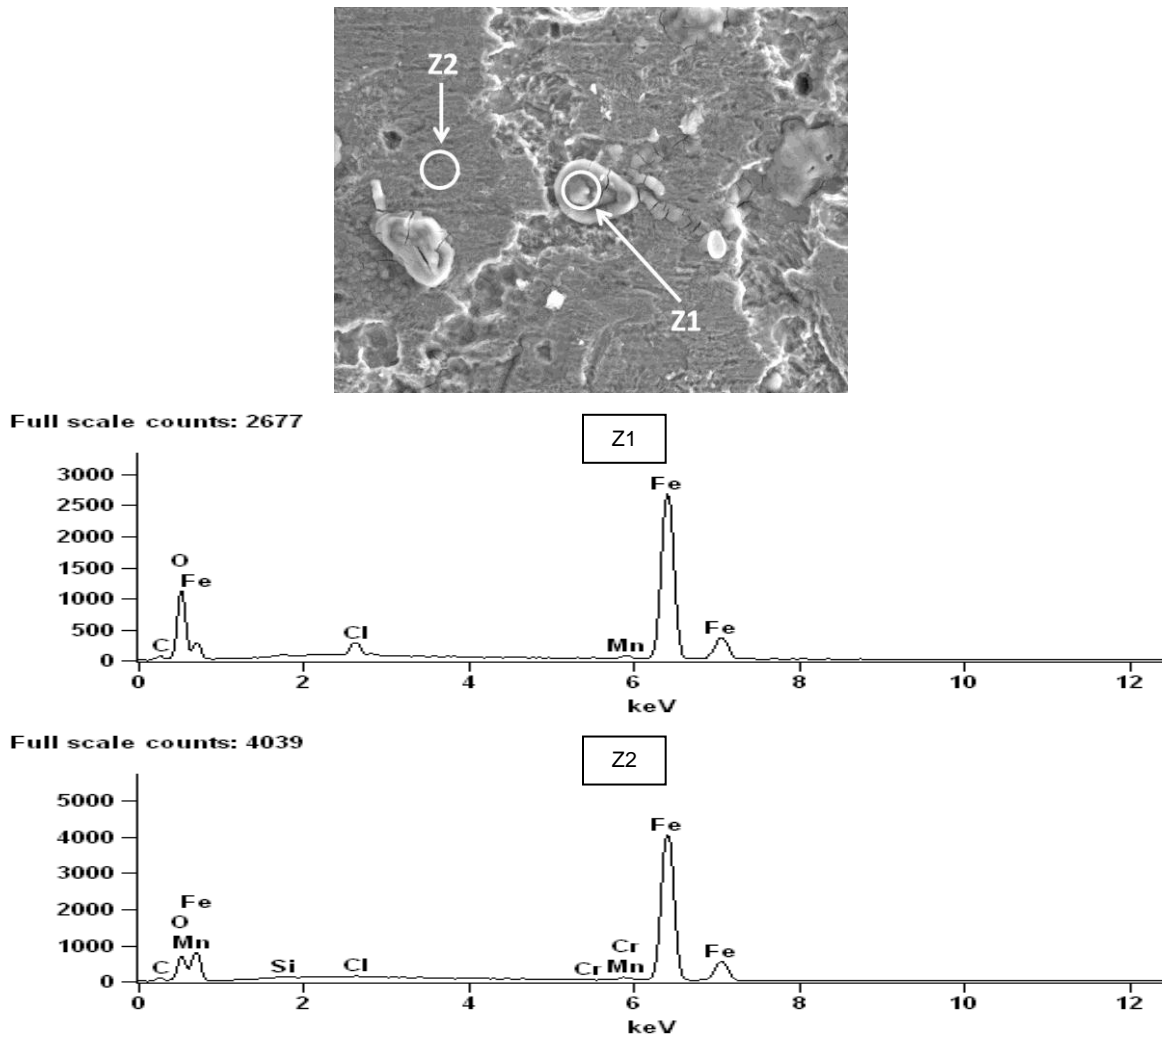 Z2
Z1
Full scale counts: 2677
Z1
3000
2500
2000
1500
1000
500
0
Fe
O
Fe
C
Cl
Mn
Fe
0 2 4 6 8 10 12
keV
Full scale counts: 4039
Z2
5000
4000
3000
2000
1000
0
Fe
Fe
O
Mn
C
Si
Cl
Cr
Cr
Mn
Fe
0 2 4 6 8 10 12
keV